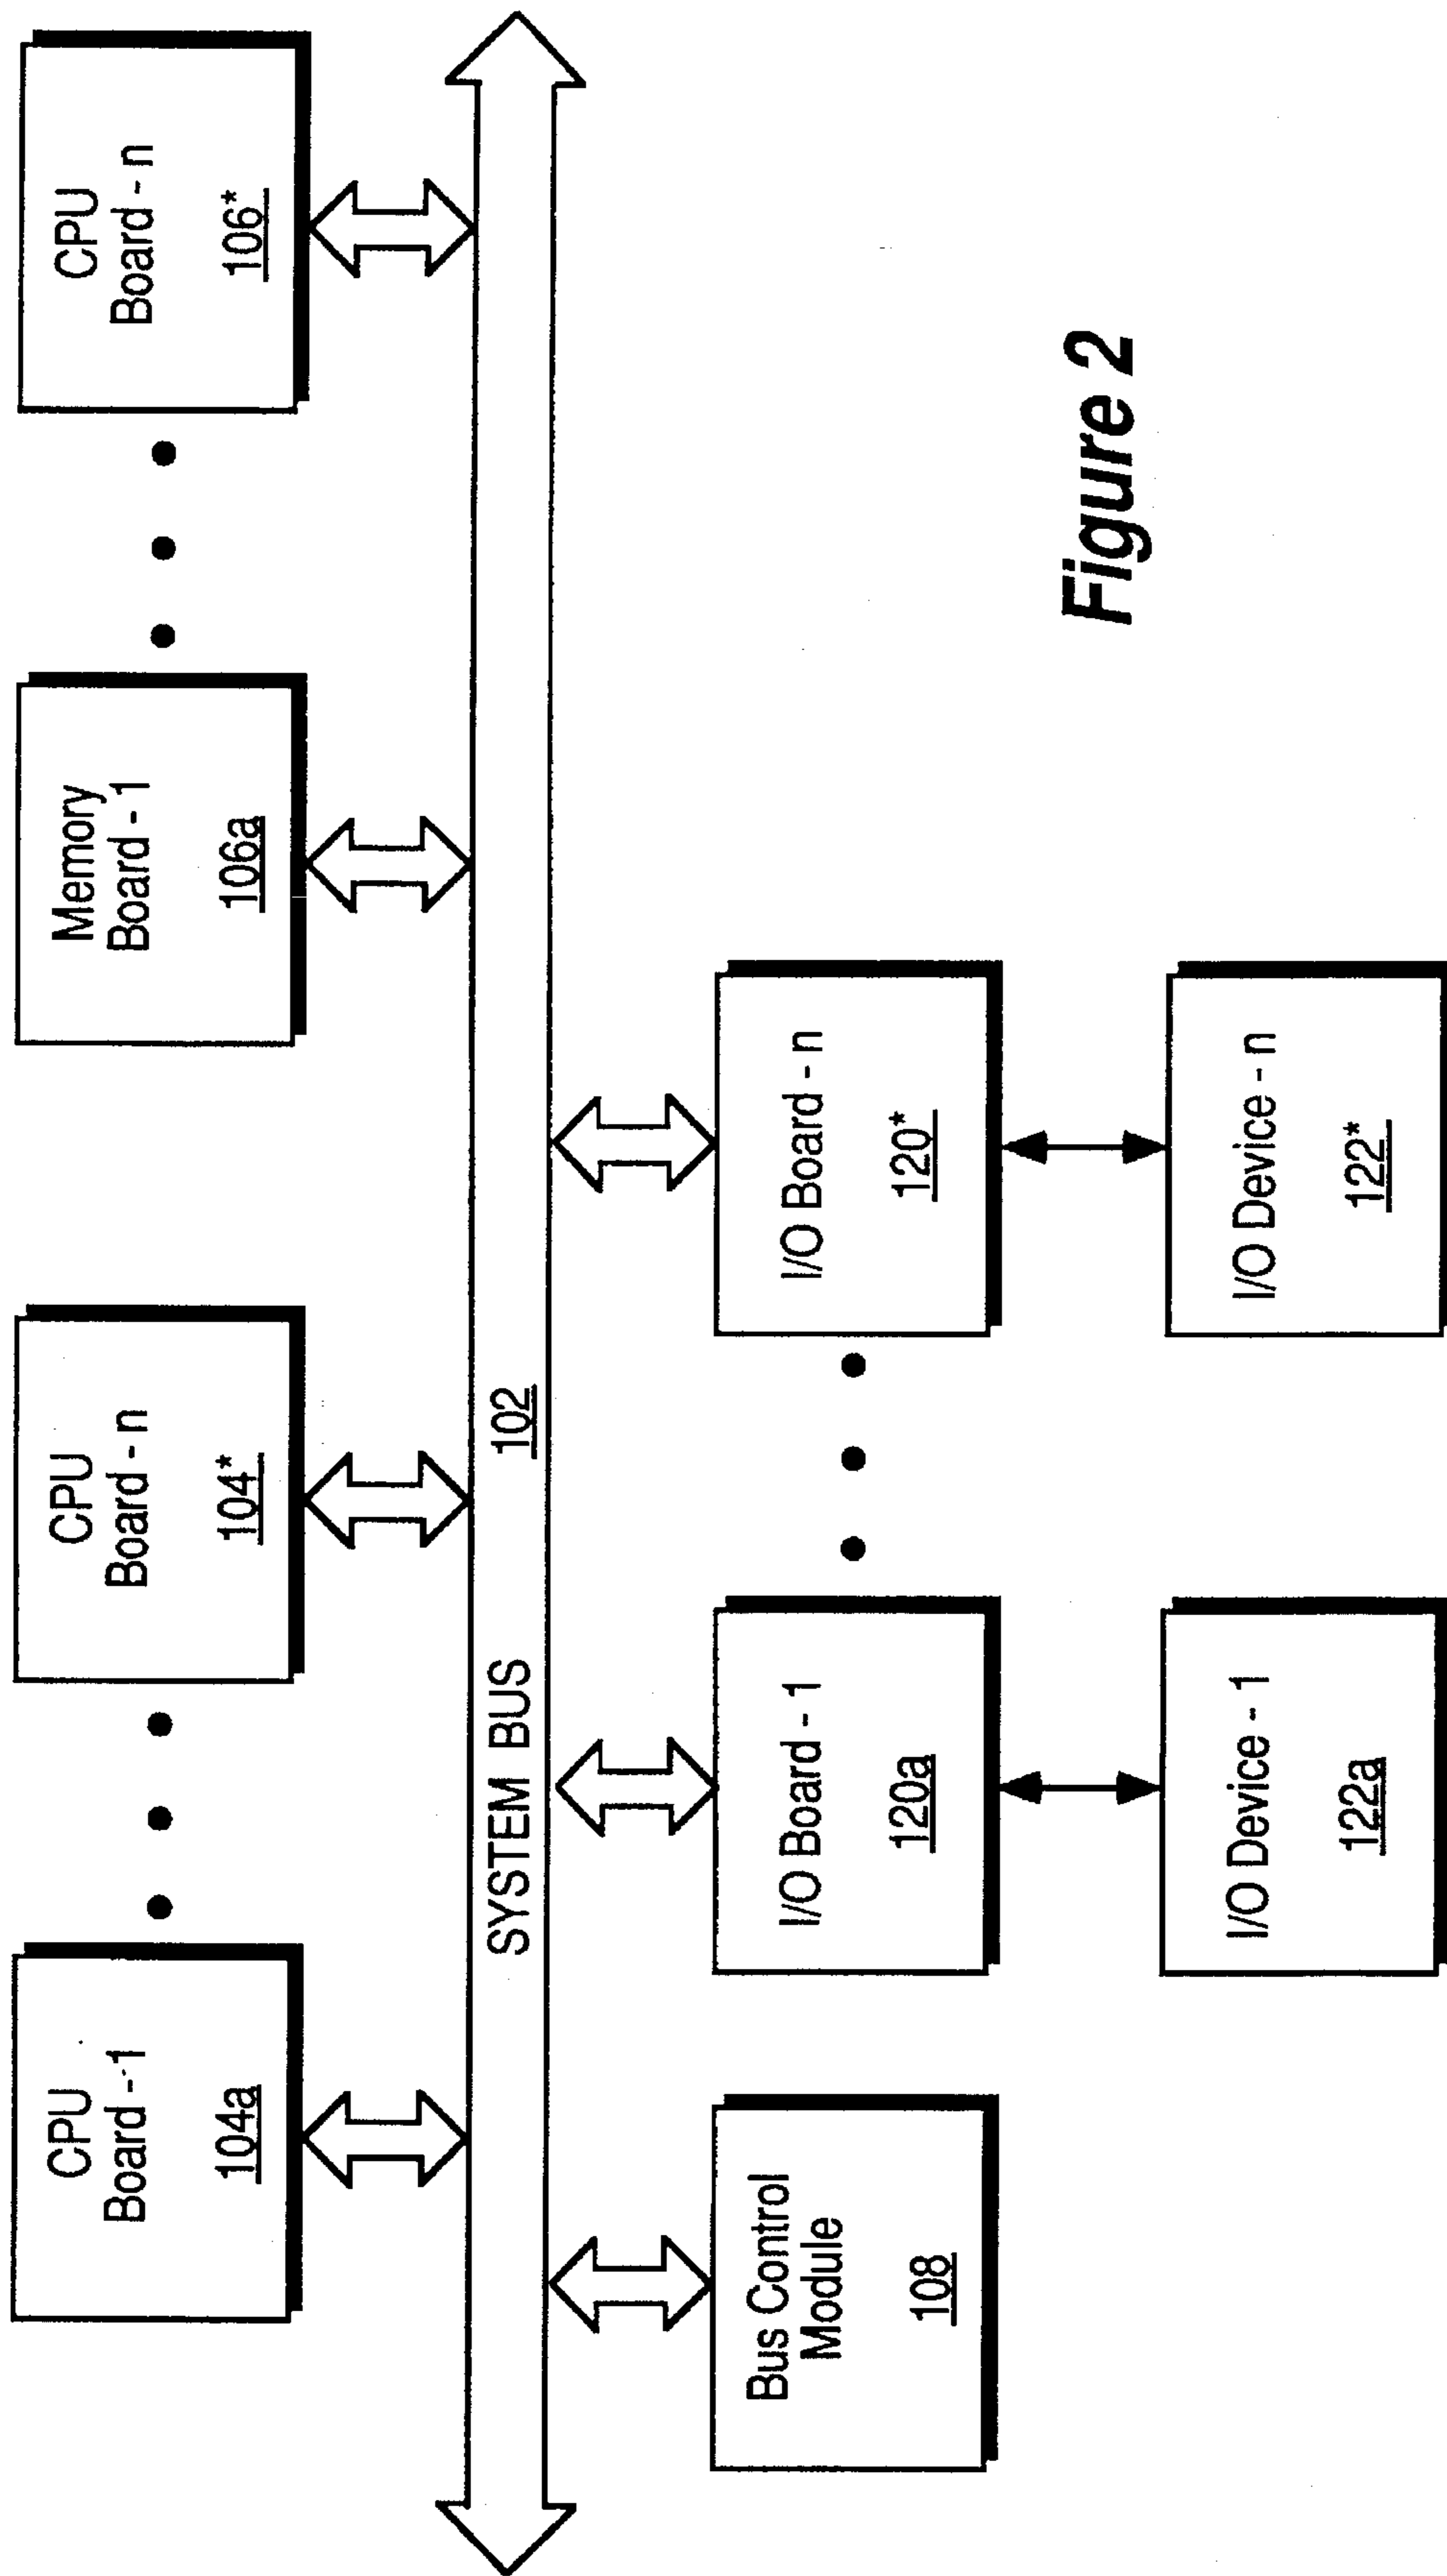 CPU
Board - 1
104a
CPU
Board - n
104*
Memory
Board - 1
106a
CPU
Board - n
106*
SYSTEM BUS 102
Bus Control
Module
108
I/O Board - 1
120a
I/O Board - n
120*
I/O Device - 1
122a
I/O Device - n
122*
Figure 2